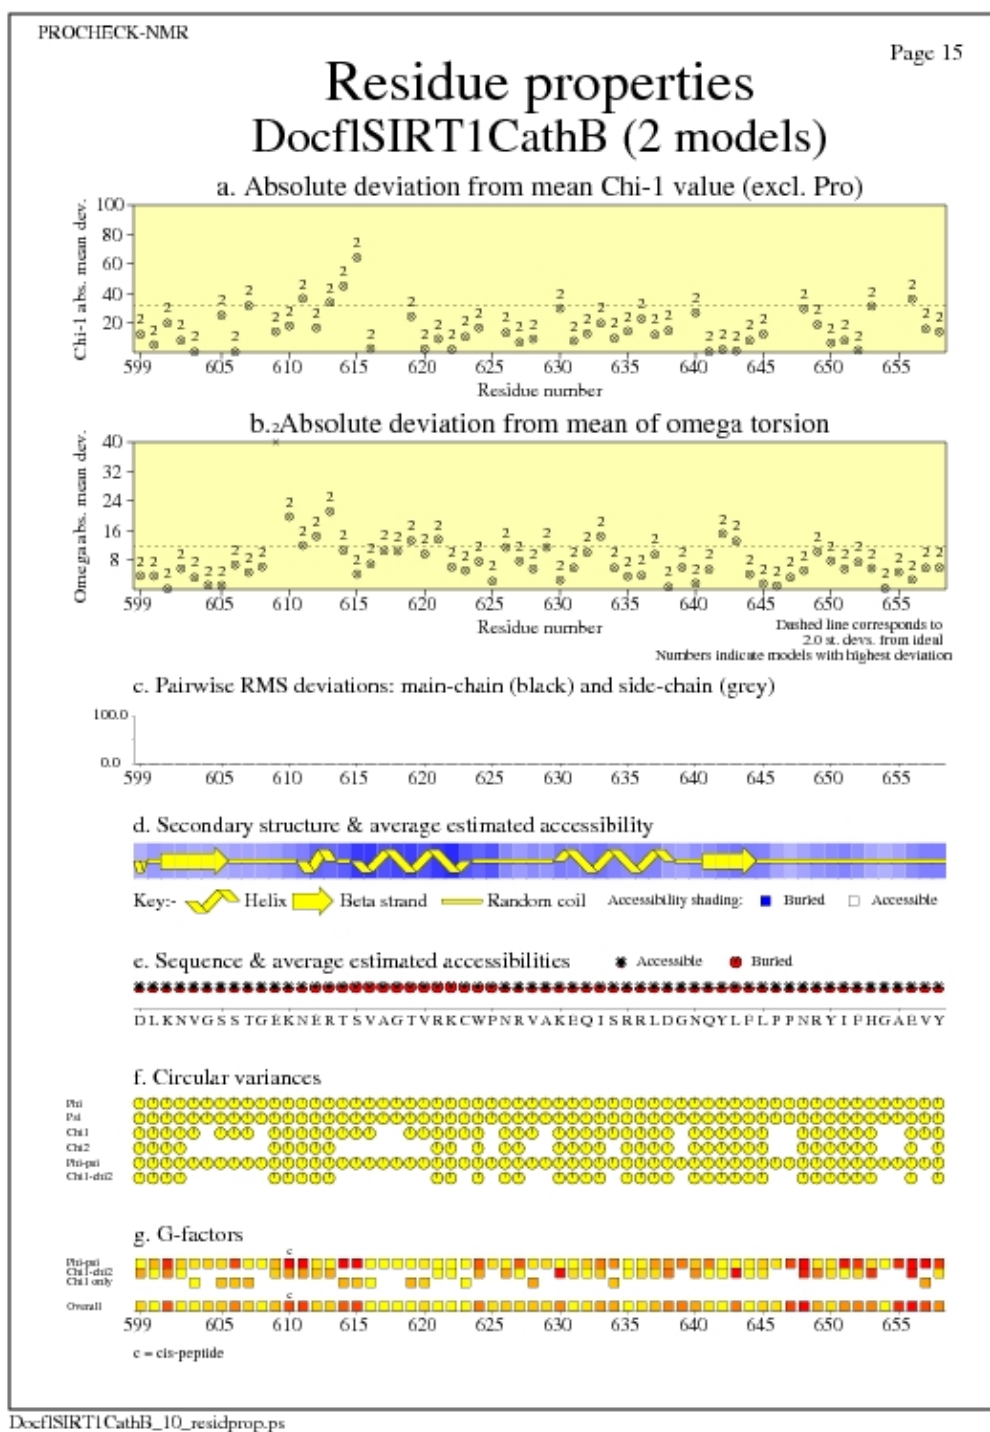 PROCHECK-NMR
Page 15
Residue properties
DocflSIRT1CathB (2 models)
a. Absolute deviation from mean Chi-1 value (excl. Pro)
Chi-1 abs. mean dev.
100
80
60
40
20
599 605 610 615 620 625 630 635 640 645 650 655
Residue number
b. Absolute deviation from mean of omega torsion
Omega abs. mean dev.
40
32
24
16
8
599 605 610 615 620 625 630 635 640 645 650 655
Residue number
Dashed line corresponds to
2.0 st. devs. from ideal
Numbers indicate models with highest deviation
c. Pairwise RMS deviations: main-chain (black) and side-chain (grey)
100.0
0.0
599 605 610 615 620 625 630 635 640 645 650 655
d. Secondary structure & average estimated accessibility
Key:- Helix Beta strand Random coil Accessibility shading: Buried Accessible
e. Sequence & average estimated accessibilities Accessible Buried
D L K N V G S S T G E K N E R T S V A G T V R K C W P N R V A K E Q I S R R L D G N Q Y L F L P P N R Y I F H G A E V Y
f. Circular variances
Phi
Psi
Chi1
Chi2
Phi-psi
Chi1-chi2
g. G-factors
c
Phi-psi
Chi1-chi2
Chi1 only
c
Overall
599 605 610 615 620 625 630 635 640 645 650 655
c = cis-peptide
DocflSIRT1CathB_10_residprop.ps